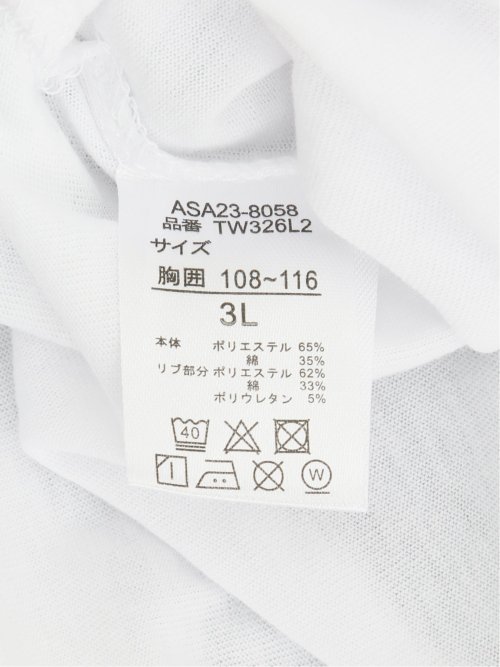 ASA23-8058
品番 TW326L2
サイズ
胸囲 108~116
3L
本体 ポリエステル 65%
綿 35%
リブ部分 ポリエステル 62%
綿 33%
ポリウレタン 5%
40
W